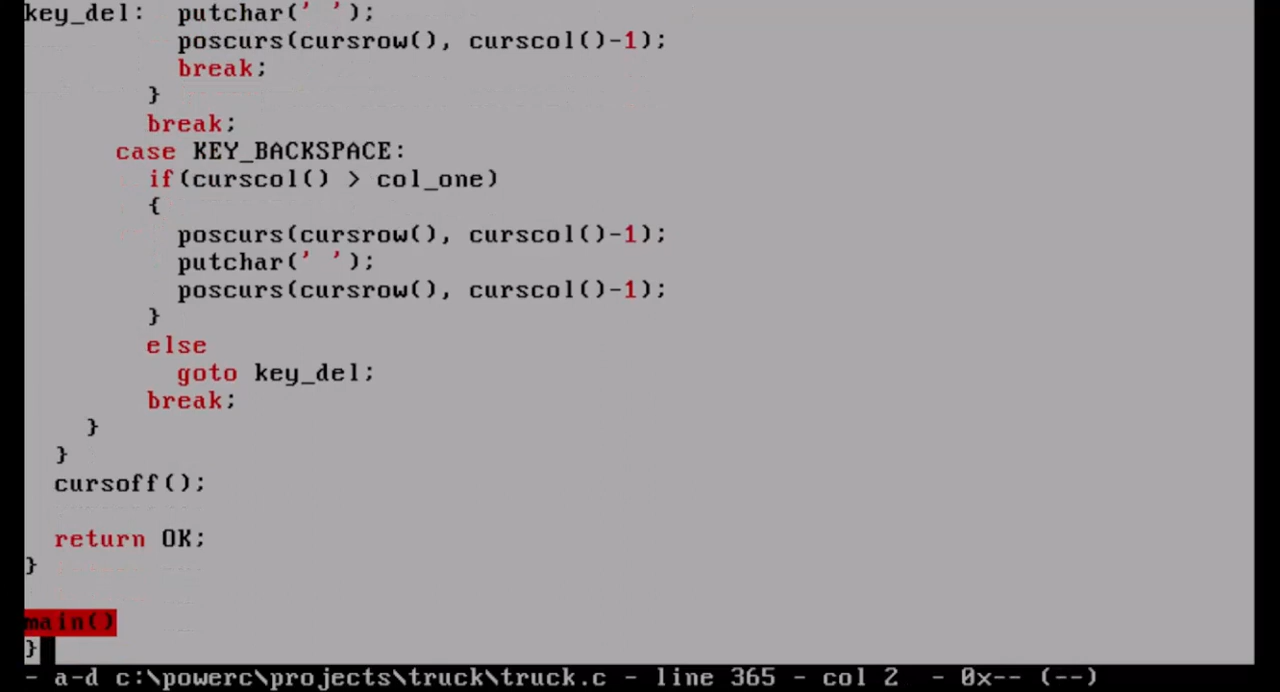 key_del:  putchar(' ');
          poscurs(cursrow(), curscol()-1);
          break;
        }
        break;
      case KEY_BACKSPACE:
        if(curscol() > col_one)
        {
          poscurs(cursrow(), curscol()-1);
          putchar(' ');
          poscurs(cursrow(), curscol()-1);
        }
        else
          goto key_del;
        break;
    }
  }
  cursoff();

  return OK;
}

main()
}
- a-d c:\powerc\projects\truck\truck.c - line 365 - col 2  - 0x-- (--)